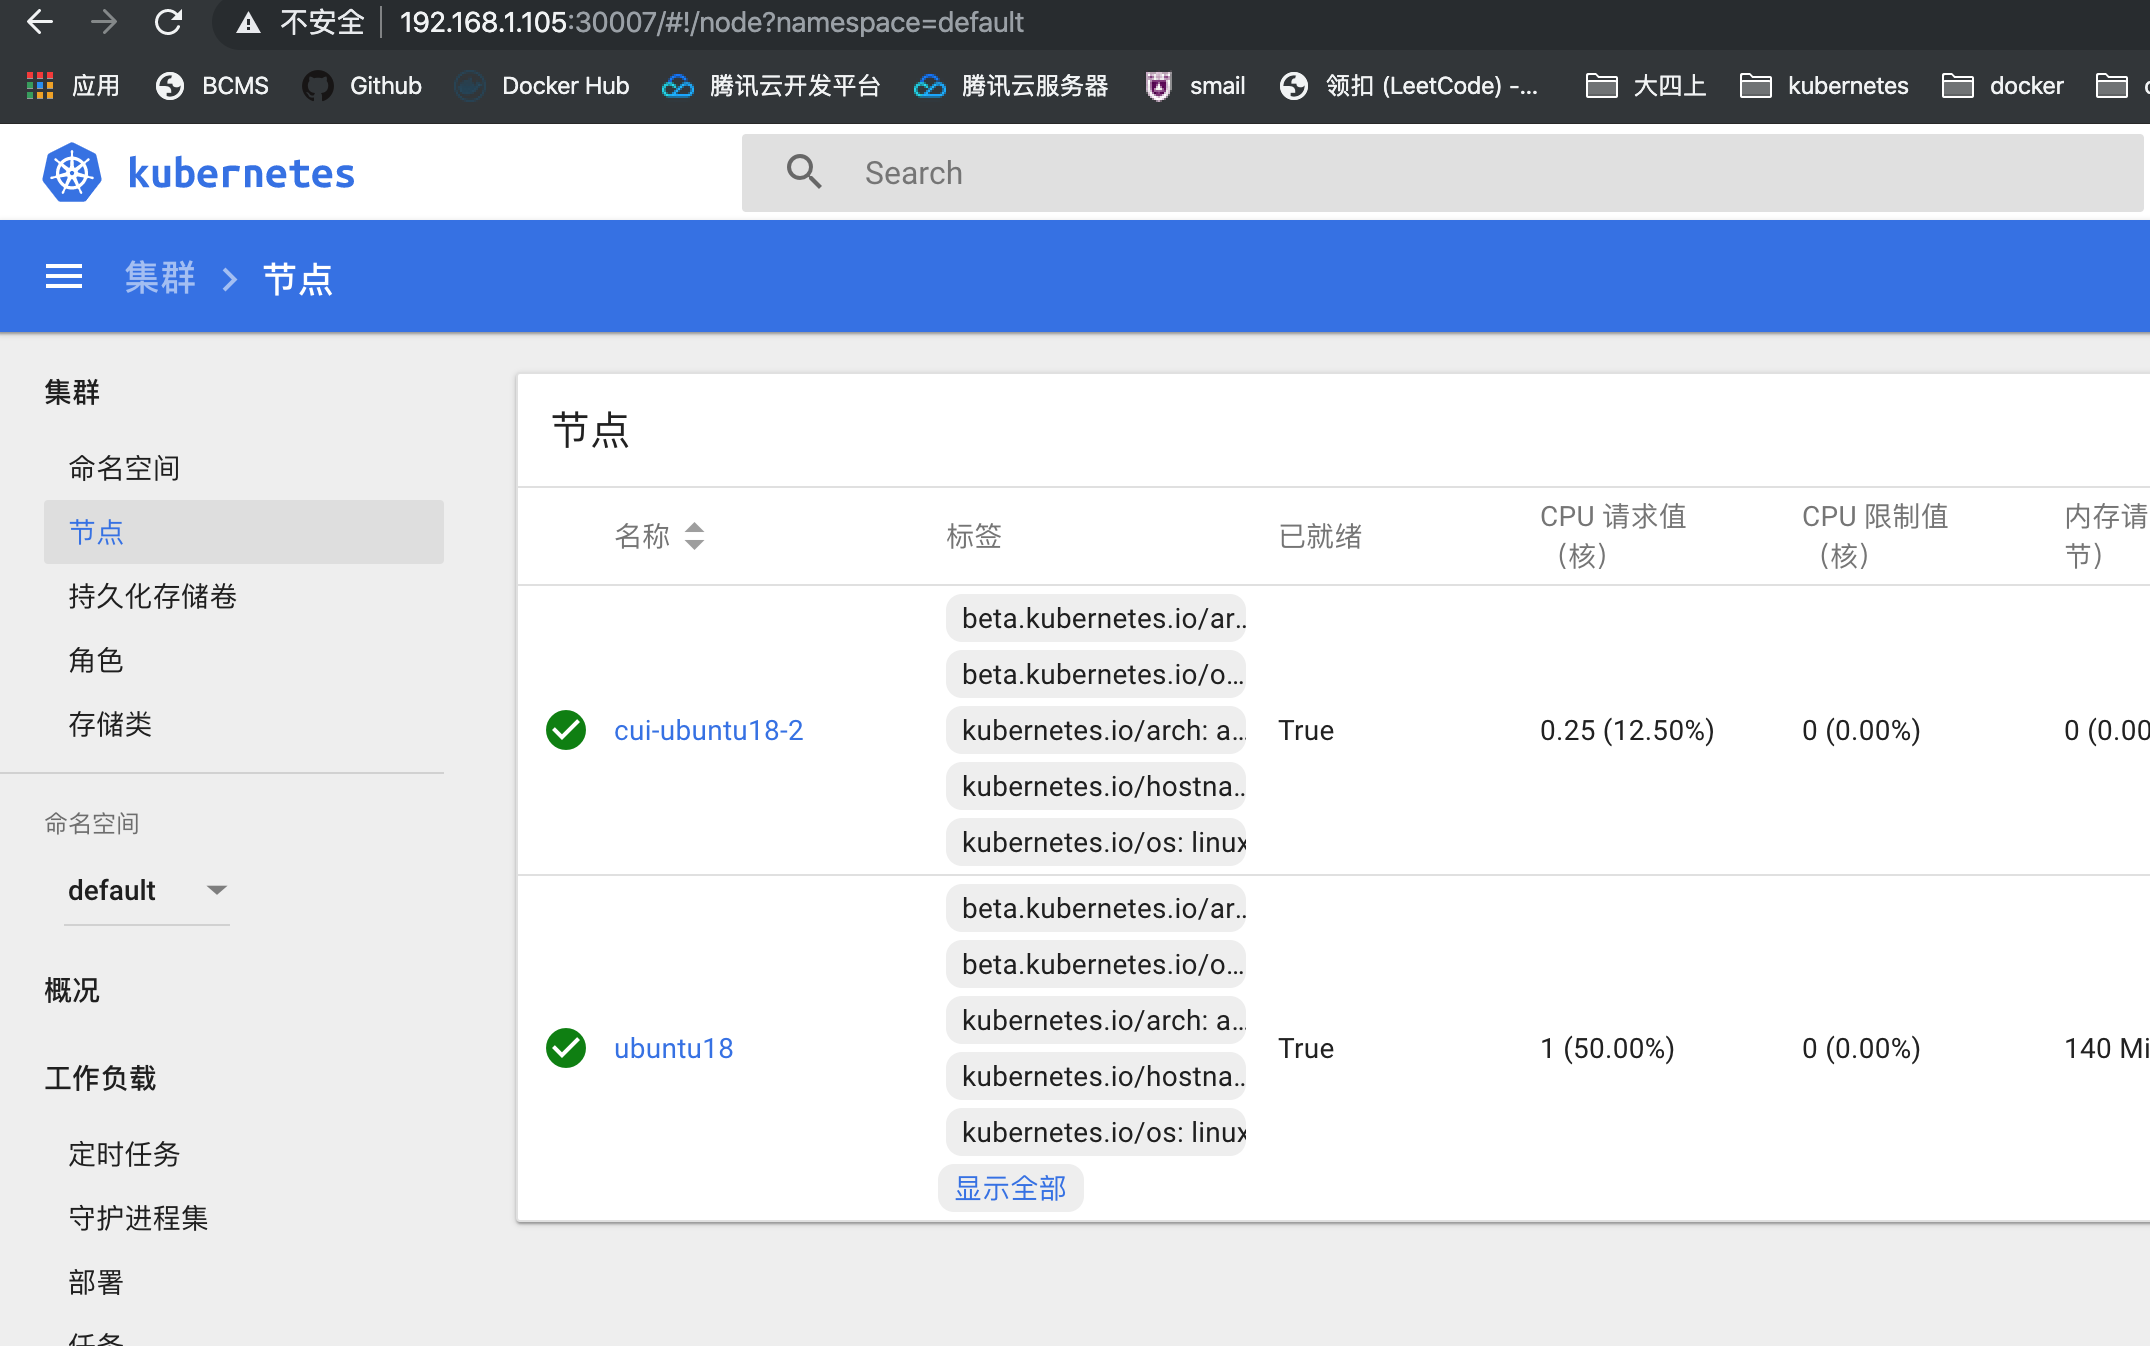 不安全 192.168.1.105:30007/#!/node?namespace=default
应用 BCMS Github Docker Hub 腾讯云开发平台 腾讯云服务器 smail 领扣 (LeetCode) -... 大四上 kubernetes docker
kubernetes Search
集群 > 节点
集群
命名空间
节点
持久化存储卷
角色
存储类
命名空间
default
概况
工作负载
定时任务
守护进程集
部署
任务
节点
名称 标签 已就绪 CPU 请求值 (核) CPU 限制值 (核) 内存请 节)
beta.kubernetes.io/ar...
beta.kubernetes.io/o...
cui-ubuntu18-2 kubernetes.io/arch: a... True 0.25 (12.50%) 0 (0.00%) 0 (0.00
kubernetes.io/hostna...
kubernetes.io/os: linux
beta.kubernetes.io/ar...
beta.kubernetes.io/o...
kubernetes.io/arch: a...
ubuntu18 True 1 (50.00%) 0 (0.00%) 140 Mi
kubernetes.io/hostna...
kubernetes.io/os: linux
显示全部